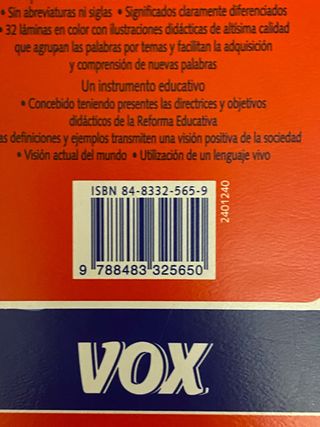 • Sin abreviaturas ni siglas • Significados claramente diferenciados
• 32 láminas en color con ilustraciones didácticas de altísima calidad
que agrupan las palabras por temas y facilitan la adquisición
y comprensión de nuevas palabras
Un instrumento educativo
• Concebido teniendo presentes las directrices y objetivos
didácticos de la Reforma Educativa
as definiciones y ejemplos transmiten una visión positiva de la sociedad
• Visión actual del mundo • Utilización de un lenguaje vivo
ISBN 84-8332-565-9
9 788483 325650
2401240
VOX